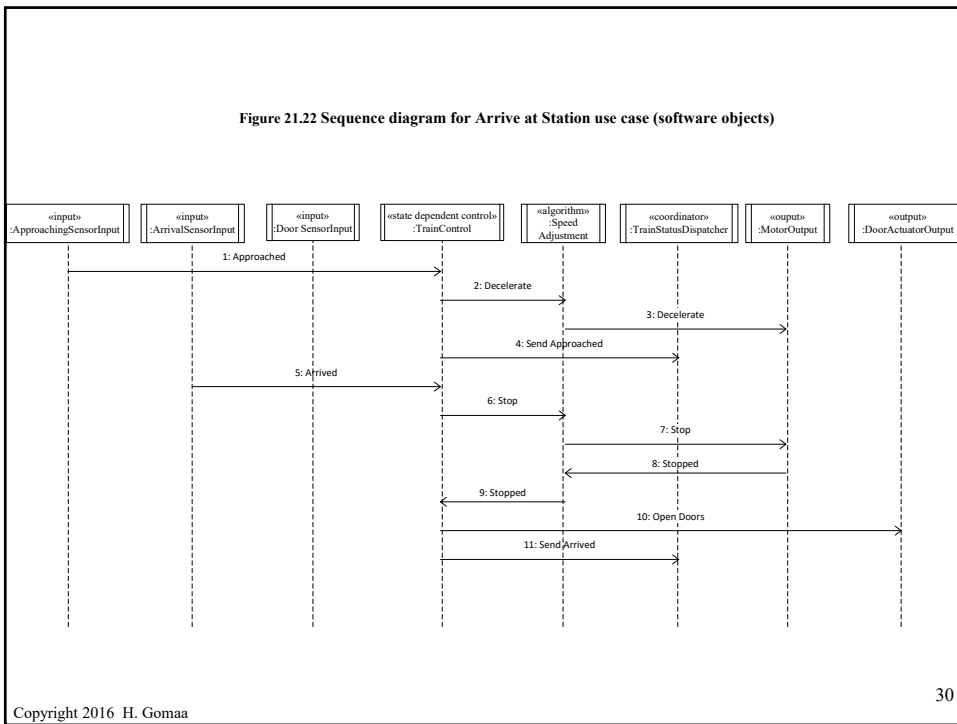 Figure 21.22 Sequence diagram for Arrive at Station use case (software objects)
«input»
:ApproachingSensorInput
«input»
:ArrivalSensorInput
«input»
:Door SensorInput
«state dependent control»
:TrainControl
«algorithm»
:Speed
Adjustment
«coordinator»
:TrainStatusDispatcher
«ouput»
:MotorOutput
«output»
:DoorActuatorOutput
1: Approached
2: Decelerate
3: Decelerate
4: Send Approached
5: Arrived
6: Stop
7: Stop
8: Stopped
9: Stopped
10: Open Doors
11: Send Arrived
30
Copyright 2016 H. Gomaa